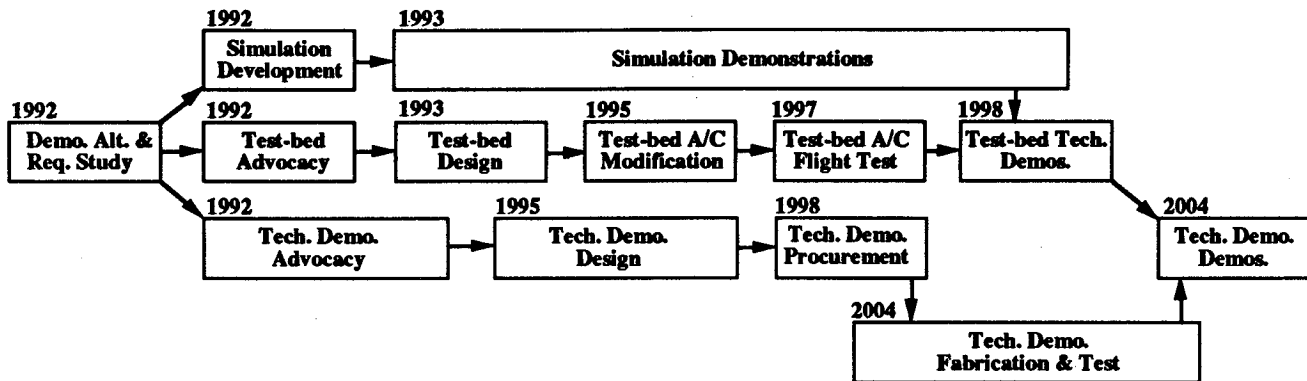 1992
Simulation
Development
1993
Simulation Demonstrations
1992
Demo. Alt. &
Req. Study
1992
Test-bed
Advocacy
1993
Test-bed
Design
1995
Test-bed A/C
Modification
1997
Test-bed A/C
Flight Test
1998
Test-bed Tech.
Demos.
1992
Tech. Demo.
Advocacy
1995
Tech. Demo.
Design
1998
Tech. Demo.
Procurement
2004
Tech. Demo.
Demos.
2004
Tech. Demo.
Fabrication & Test